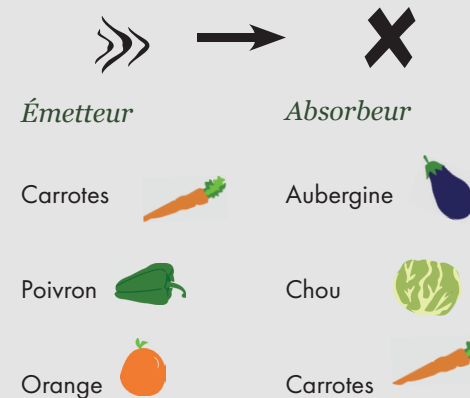 Émetteur
Absorbeur
Carrotes
Aubergine
Poivron
Chou
Orange
Carrotes